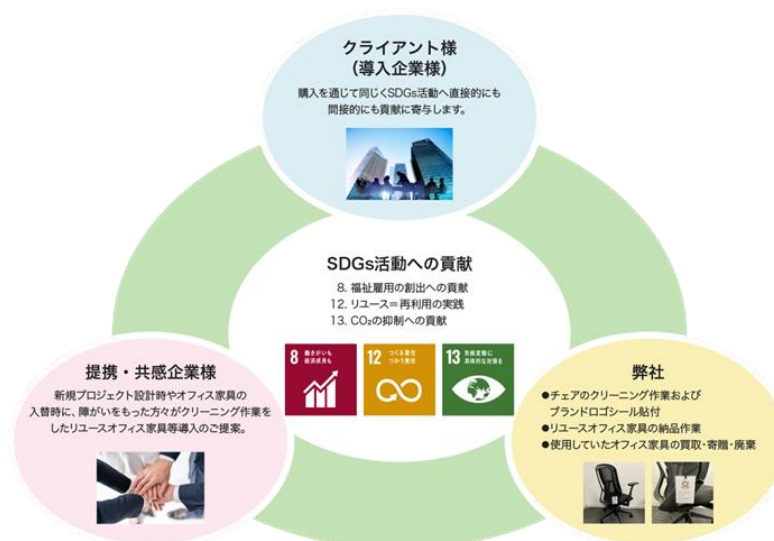 クライアント様
(導入企業様)
購入を通じて同じくSDGs活動へ直接的にも
間接的にも貢献に寄与します。
SDGs活動への貢献
8. 福祉雇用の創出への貢献
12. リユース=再利用の実践
13. CO₂の抑制への貢献
8 働きがいも
経済成長も
12 つくる責任
つかう責任
13 気候変動に
具体的な対策を
提携・共感企業様
新規プロジェクト設計時やオフィス家具の
入替時に、障がいをもった方々がクリーニング作業を
したリユースオフィス家具等導入のご提案。
弊社
●チェアのクリーニング作業および
ブランドロゴシール貼付
●リユースオフィス家具の納品作業
●使用していたオフィス家具の買取・寄贈・廃棄